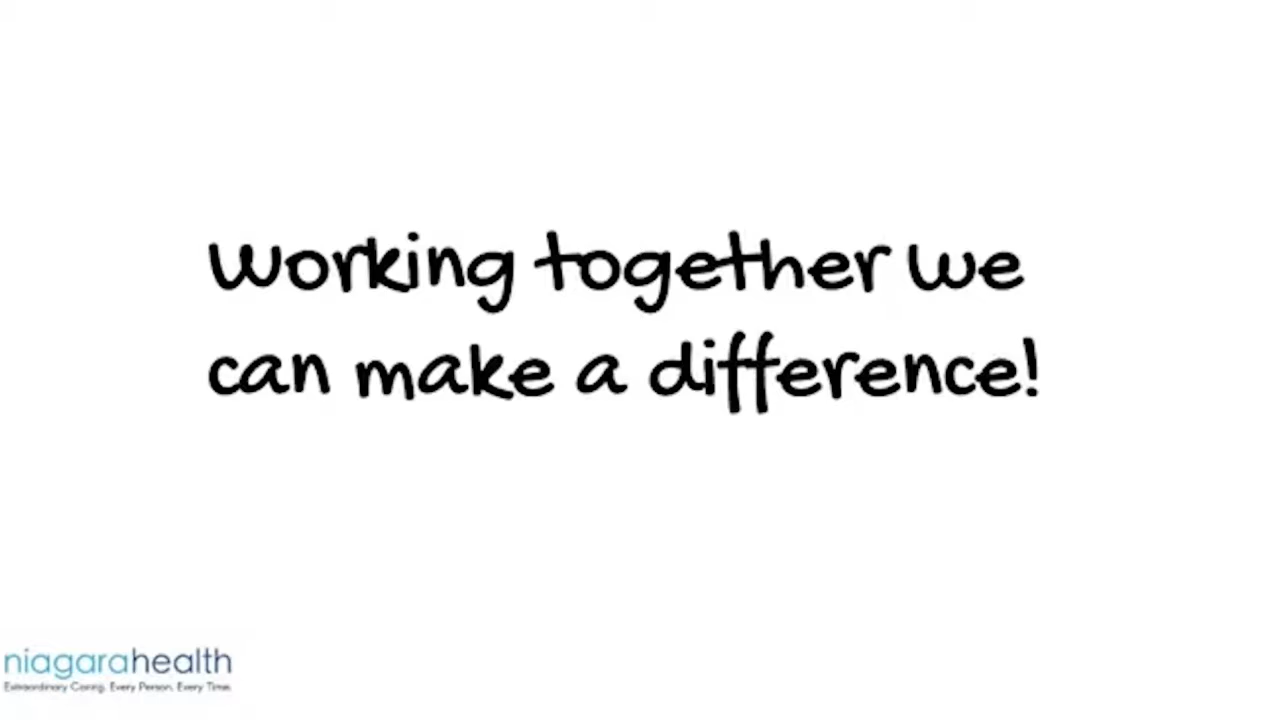 Working together we
can make a difference!
niagarahealth
Extraordinary Caring. Every Person. Every Time.